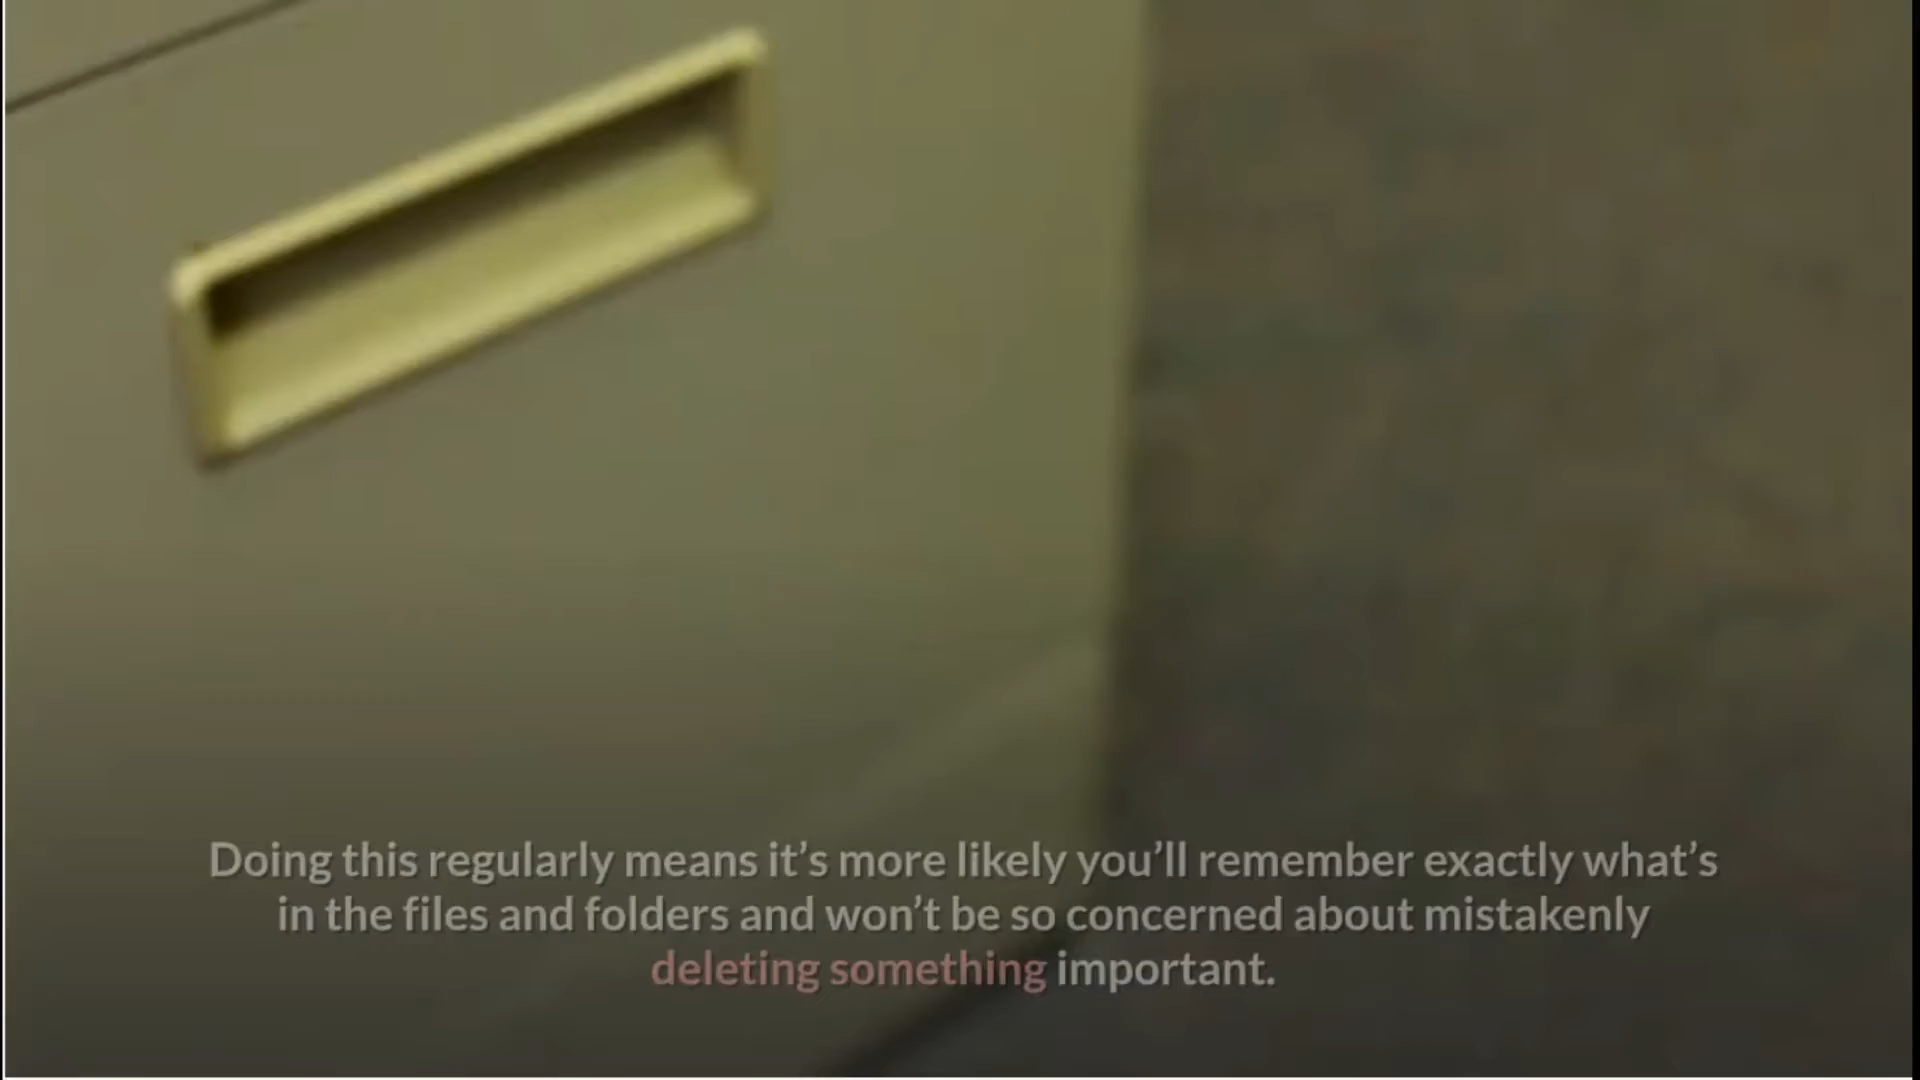 Doing this regularly means it’s more likely you’ll remember exactly what’s
in the files and folders and won’t be so concerned about mistakenly
deleting something important.